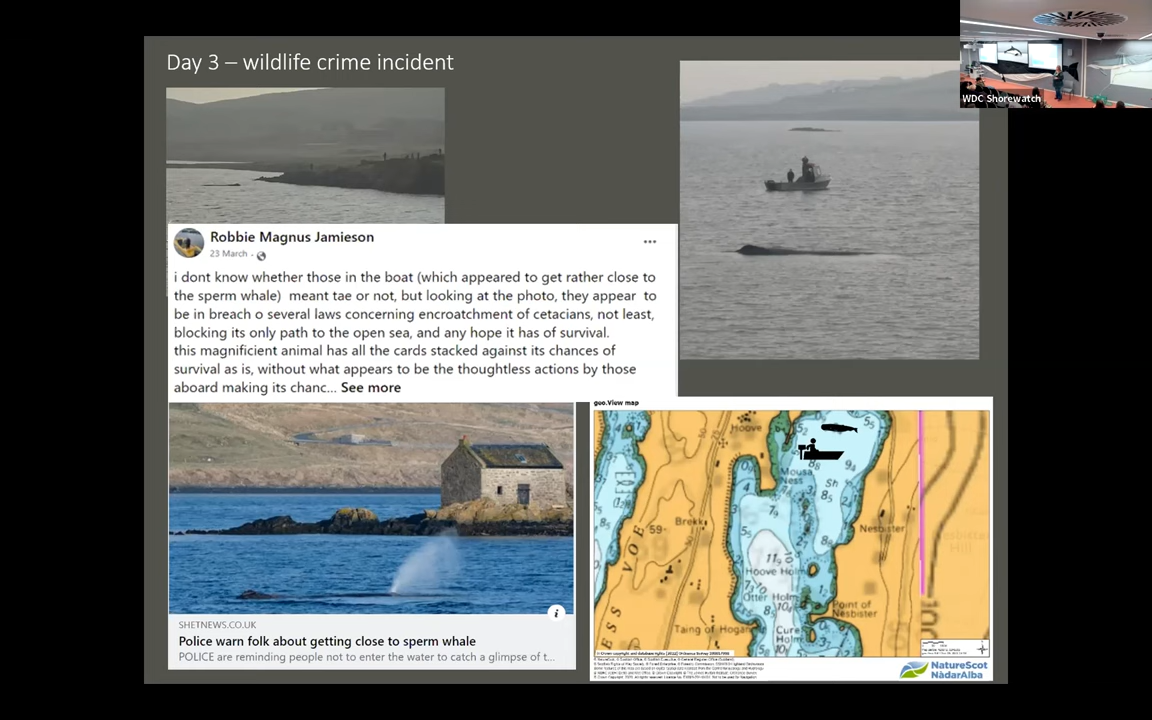 Day 3 – wildlife crime incident
WDC Shorewatch
Robbie Magnus Jamieson
23 March ·
i dont know whether those in the boat (which appeared to get rather close to
the sperm whale) meant tae or not, but looking at the photo, they appear to
be in breach o several laws concerning encroatchment of cetacians, not least,
blocking its only path to the open sea, and any hope it has of survival.
this magnificient animal has all the cards stacked against its chances of
survival as is, without what appears to be the thoughtless actions by those
aboard making its chanc... See more
SHETNEWS.CO.UK
Police warn folk about getting close to sperm whale
POLICE are reminding people not to enter the water to catch a glimpse of t...
geo.View map
Hoove
Mousa
Ness
Sh
Brekk
Nesbister
VOE
Hoove Holm
Otter Holm
Point of
Nesbister
Taing of Hogan
Cure
Holm
NatureScot
NàdarAlba